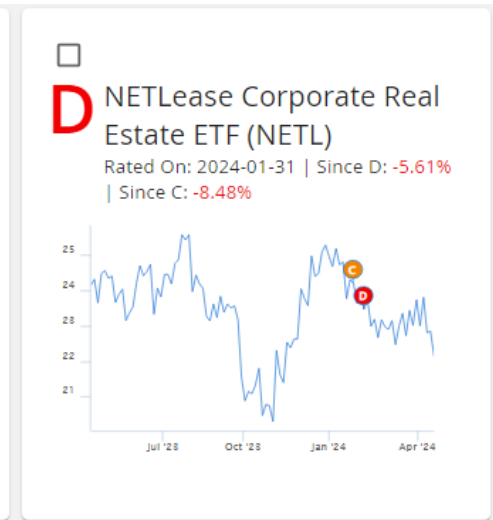 D
NETLease Corporate Real
Estate ETF (NETL)
Rated On: 2024-01-31 | Since D: -5.61%
| Since C: -8.48%
25
24
23
22
21
C
D
Jul '23
Oct '23
Jan '24
Apr '24